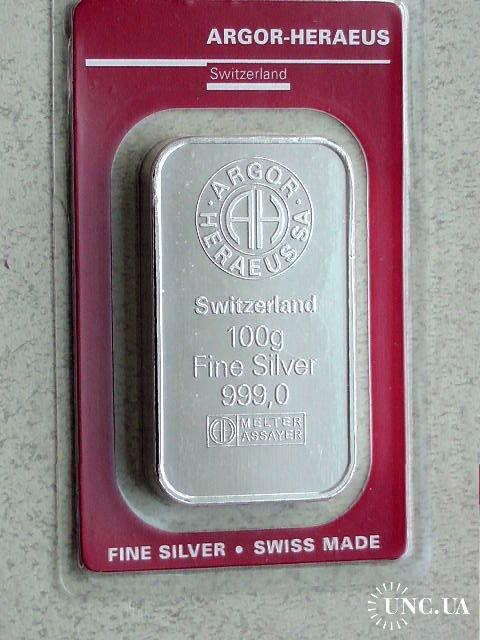 ARGOR-HERAEUS
Switzerland
· ARGOR ·
HERAEUS SA
AH
Switzerland
100g
Fine Silver
999,0
AH MELTER
ASSAYER
FINE SILVER • SWISS MADE
UNC.UA